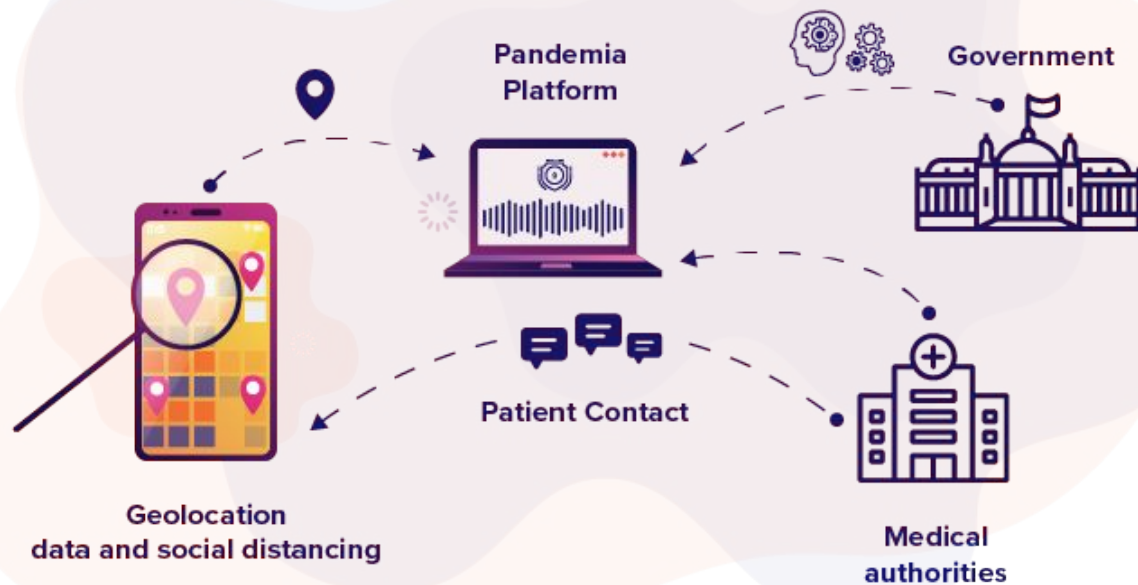 Pandemia
Platform
Government
Patient Contact
Geolocation
data and social distancing
Medical
authorities